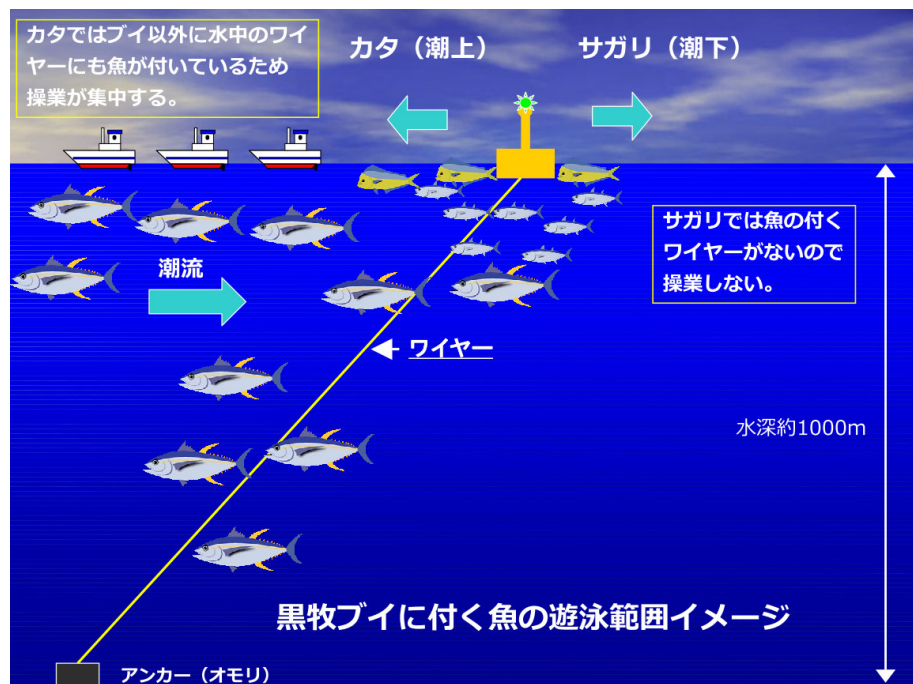 カタではブイ以外に水中のワイ
ヤーにも魚が付いているため
操業が集中する。
カタ（潮上）
サガリ（潮下）
サガリでは魚の付く
ワイヤーがないので
操業しない。
潮流
ワイヤー
水深約1000m
黒牧ブイに付く魚の遊泳範囲イメージ
アンカー（オモリ）